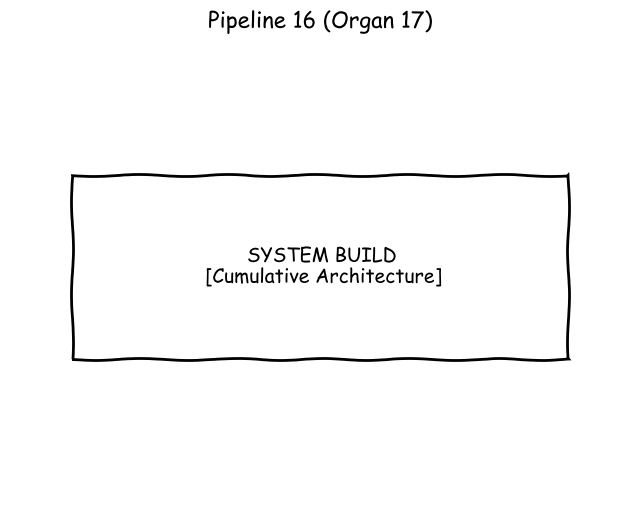 Pipeline 16 (Organ 17)
SYSTEM BUILD
[Cumulative Architecture]